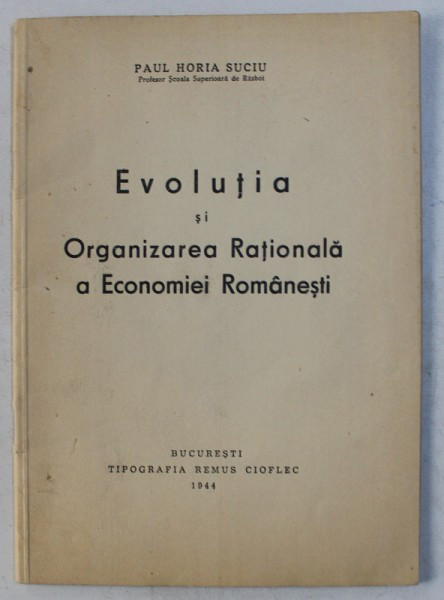 PAUL HORIA SUCIU
Profesor Școala Superioară de Război
Evoluția
și
Organizarea Rațională
a Economiei Românești
BUCUREȘTI
TIPOGRAFIA REMUS CIOFLEC
1944